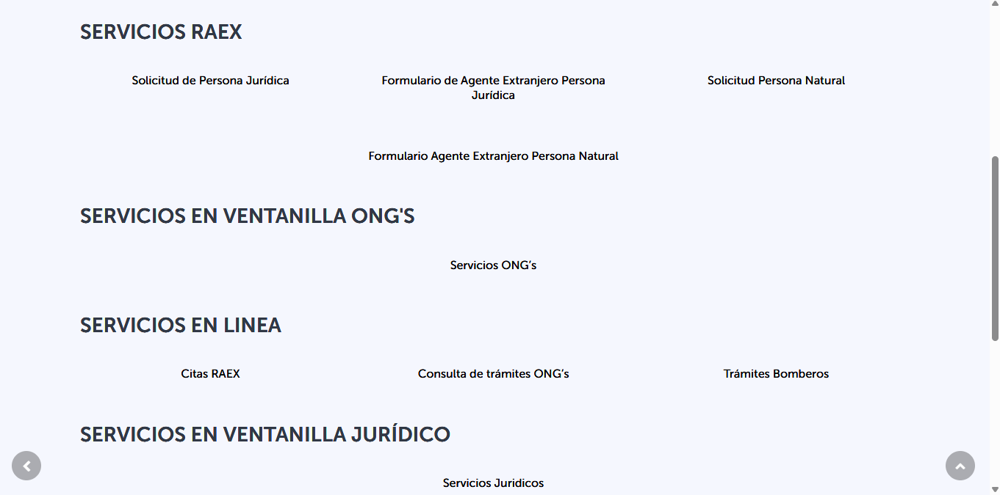 SERVICIOS RAEX
Solicitud de Persona Jurídica
Formulario de Agente Extranjero Persona
Jurídica
Solicitud Persona Natural
Formulario Agente Extranjero Persona Natural
SERVICIOS EN VENTANILLA ONG'S
Servicios ONG’s
SERVICIOS EN LINEA
Citas RAEX
Consulta de trámites ONG’s
Trámites Bomberos
SERVICIOS EN VENTANILLA JURÍDICO
Servicios Juridicos